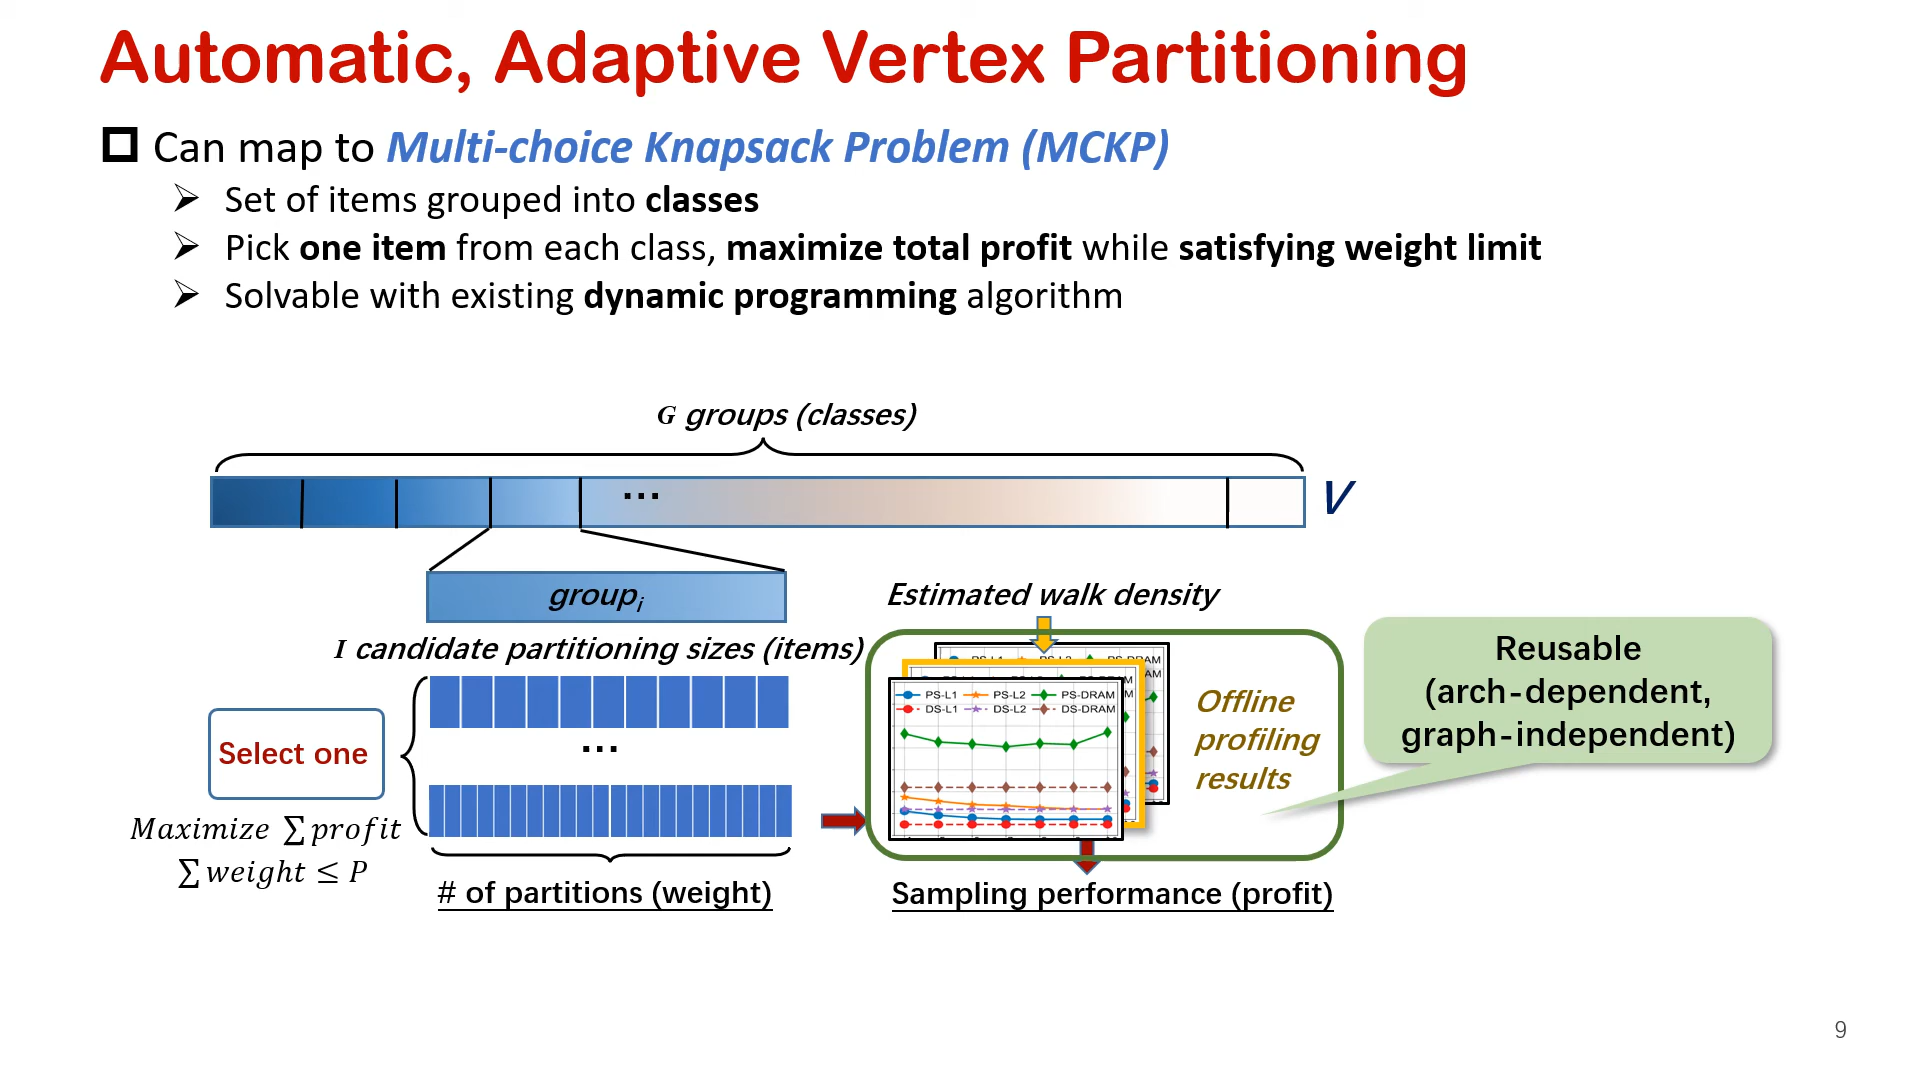 Automatic, Adaptive Vertex Partitioning
Can map to Multi-choice Knapsack Problem (MCKP)
Set of items grouped into classes
Pick one item from each class, maximize total profit while satisfying weight limit
Solvable with existing dynamic programming algorithm
G groups (classes)
...
V
group_i
Estimated walk density
I candidate partitioning sizes (items)
Select one
...
Maximize ∑ profit
∑ weight ≤ P
# of partitions (weight)
PS-L1 PS-L2 PS-DRAM
DS-L1 DS-L2 DS-DRAM
Offline
profiling
results
Reusable
(arch-dependent,
graph-independent)
Sampling performance (profit)
9